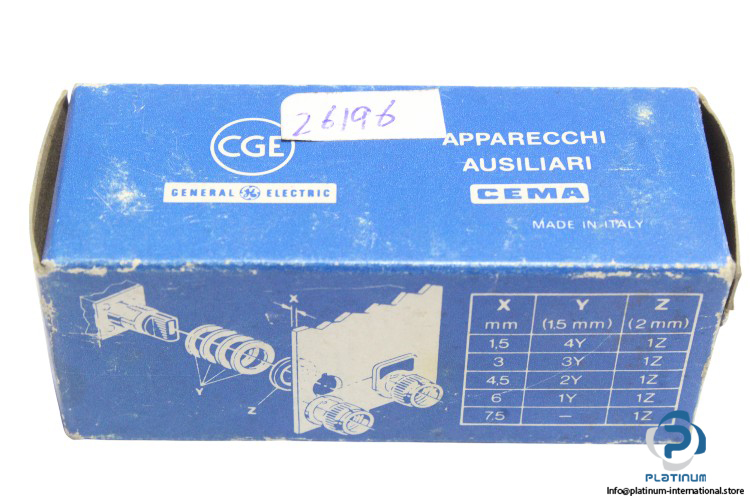 26196
CGE
GENERAL GE ELECTRIC
APPARECCHI
AUSILIARI
CEMA
MADE IN ITALY
X
Y
Z
X Y Z
mm (1,5 mm) (2 mm)
1,5 4Y 1Z
3 3Y 1Z
4,5 2Y 1Z
6 1Y 1Z
7,5 — 1Z
PLATINUM
Info@platinum-international.store